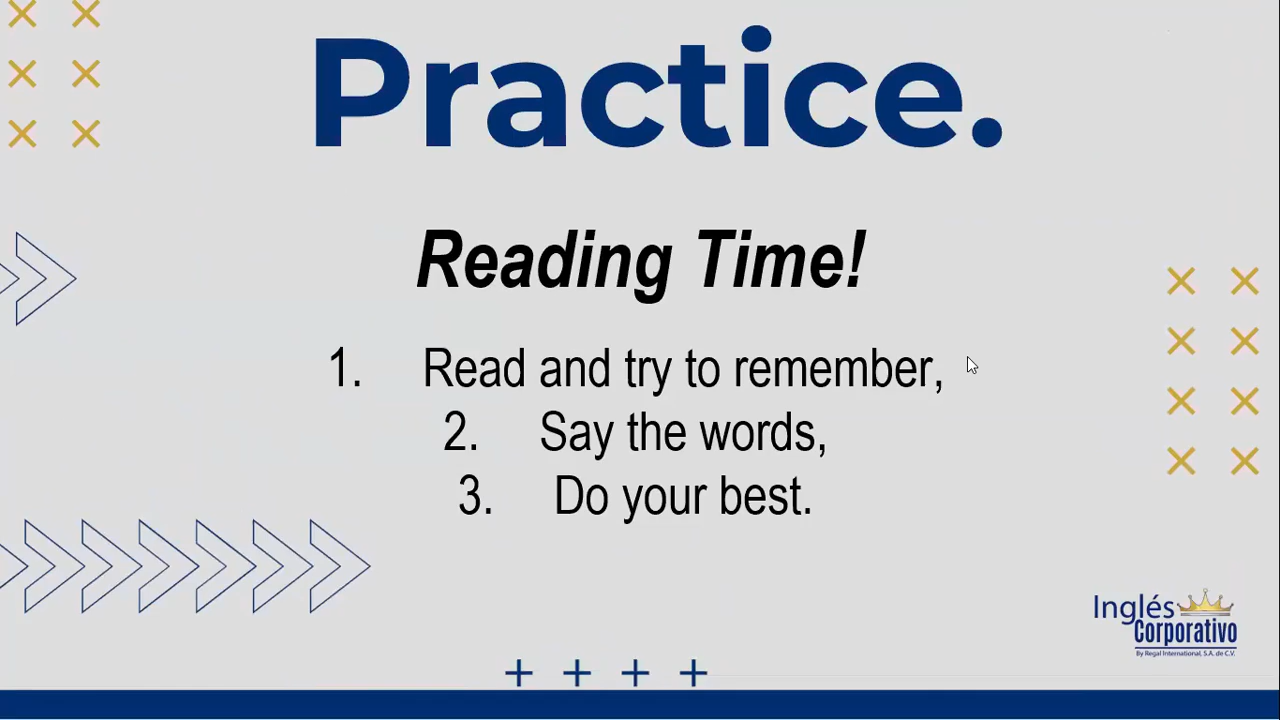 Practice.
Reading Time!
1. Read and try to remember,
2. Say the words,
3. Do your best.
Inglés
Corporativo
By Regal International, S.A. de C.V.